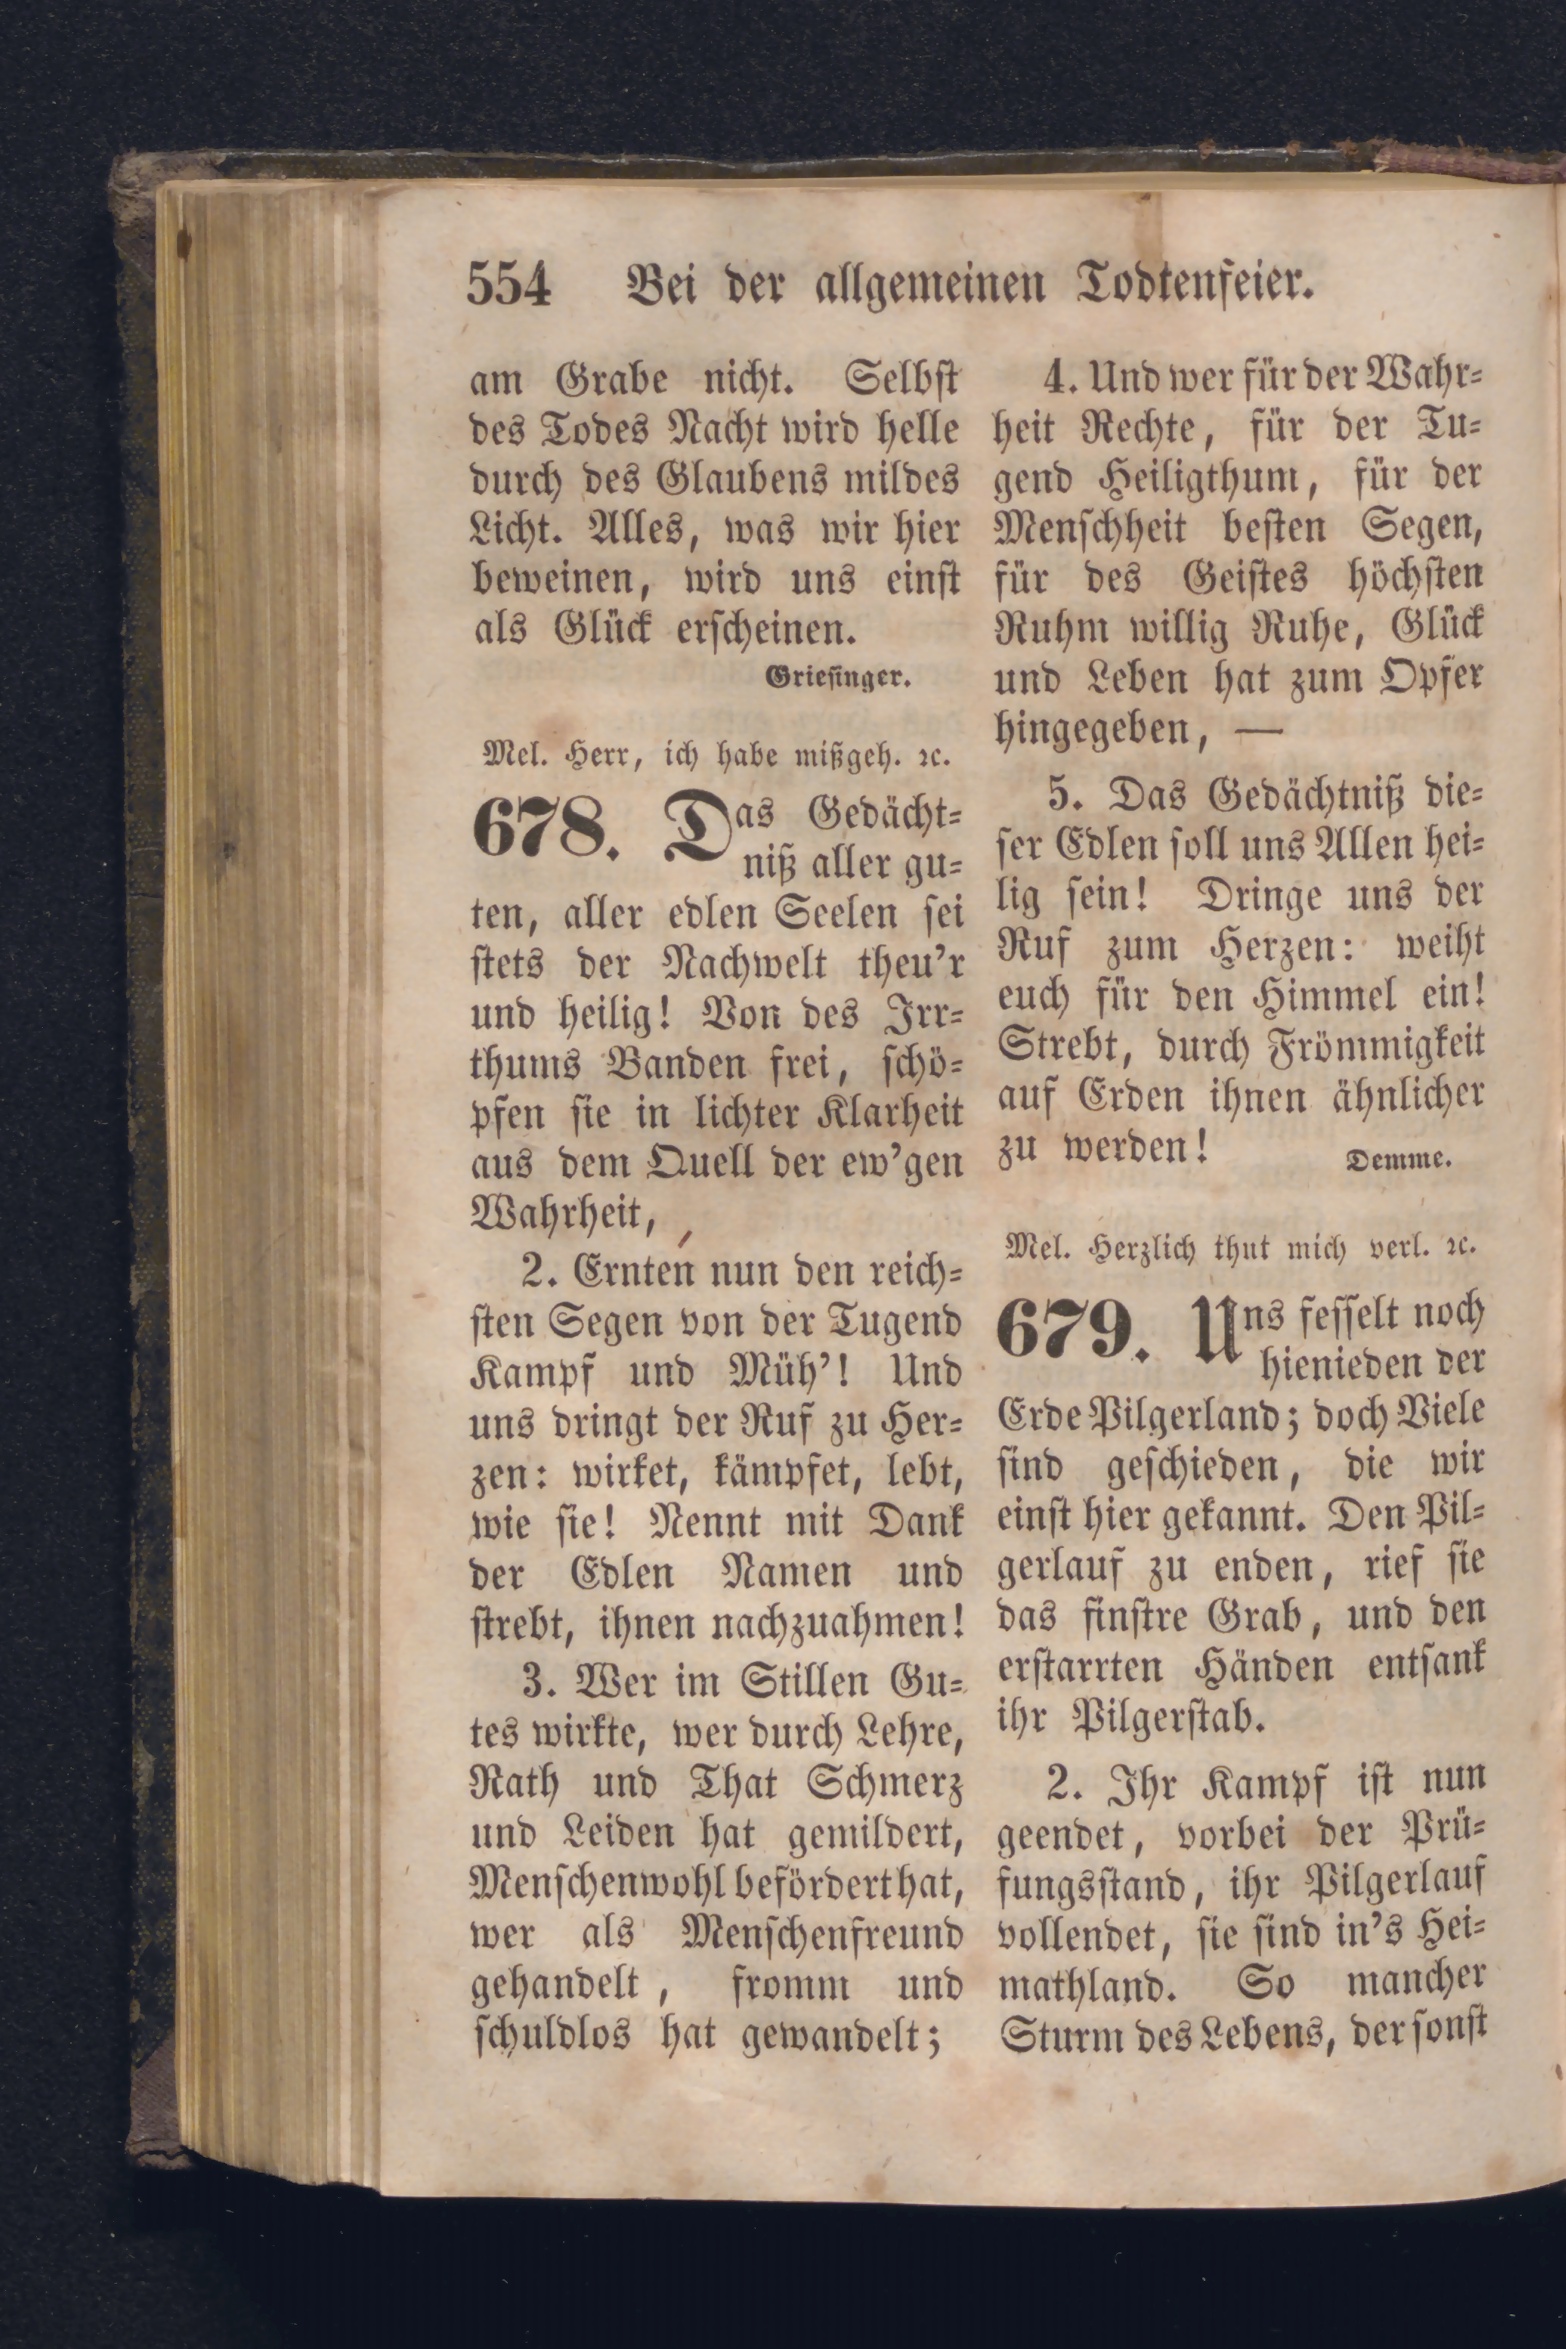 554 Bei der allgemeinen Todtenfeier.
am Grabe nicht. Selbst
des Todes Nacht wird helle
durch des Glaubens mildes
Licht. Alles, was wir hier
beweinen, wird uns einst
als Glück erscheinen.
Griesinger.
Mel. Herr, ich habe mißgeh. ꝛc.
678. Das Gedächt-
niß aller gu-
ten, aller edlen Seelen sei
stets der Nachwelt theu'r
und heilig! Von des Irr-
thums Banden frei, schö-
pfen sie in lichter Klarheit
aus dem Quell der ew'gen
Wahrheit,
2. Ernten nun den reich-
sten Segen von der Tugend
Kampf und Müh'! Und
uns dringt der Ruf zu Her-
zen: wirket, kämpfet, lebt,
wie sie! Nennt mit Dank
der Edlen Namen und
strebt, ihnen nachzuahmen!
3. Wer im Stillen Gu-
tes wirkte, wer durch Lehre,
Rath und That Schmerz
und Leiden hat gemildert,
Menschenwohl befördert hat,
wer als Menschenfreund
gehandelt, fromm und
schuldlos hat gewandelt;
4. Und wer für der Wahr-
heit Rechte, für der Tu-
gend Heiligthum, für der
Menschheit besten Segen,
für des Geistes höchsten
Ruhm willig Ruhe, Glück
und Leben hat zum Opfer
hingegeben, —
5. Das Gedächtniß die-
ser Edlen soll uns Allen hei-
lig sein! Dringe uns der
Ruf zum Herzen: weiht
euch für den Himmel ein!
Strebt, durch Frömmigkeit
auf Erden ihnen ähnlicher
zu werden! Demme.
Mel. Herzlich thut mich verl. ꝛc.
679. Uns fesselt noch
hienieden der
Erde Pilgerland; doch Viele
sind geschieden, die wir
einst hier gekannt. Den Pil-
gerlauf zu enden, rief sie
das finstre Grab, und den
erstarrten Händen entsank
ihr Pilgerstab.
2. Ihr Kampf ist nun
geendet, vorbei der Prü-
fungsstand, ihr Pilgerlauf
vollendet, sie sind in's Hei-
mathland. So mancher
Sturm des Lebens, der sonst